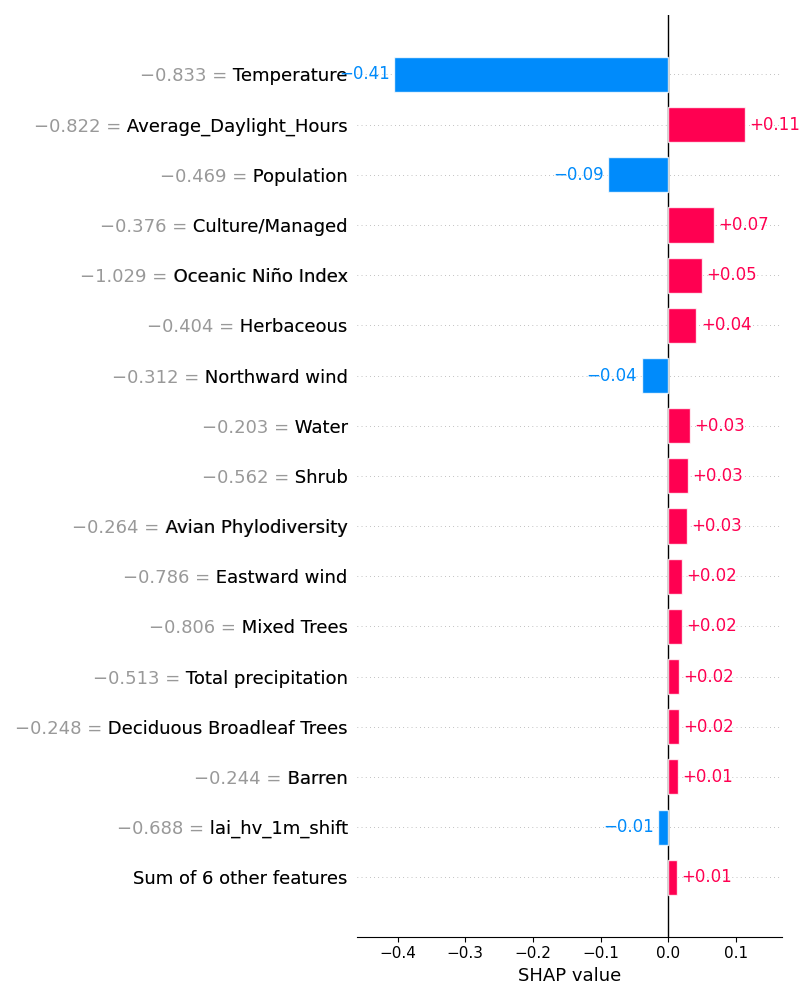 −0.833 = Temperature −0.41
−0.822 = Average_Daylight_Hours +0.11
−0.469 = Population −0.09
−0.376 = Culture/Managed +0.07
−1.029 = Oceanic Niño Index +0.05
−0.404 = Herbaceous +0.04
−0.312 = Northward wind −0.04
−0.203 = Water +0.03
−0.562 = Shrub +0.03
−0.264 = Avian Phylodiversity +0.03
−0.786 = Eastward wind +0.02
−0.806 = Mixed Trees +0.02
−0.513 = Total precipitation +0.02
−0.248 = Deciduous Broadleaf Trees +0.02
−0.244 = Barren +0.01
−0.688 = lai_hv_1m_shift −0.01
Sum of 6 other features +0.01
−0.4 −0.3 −0.2 −0.1 0.0 0.1
SHAP value